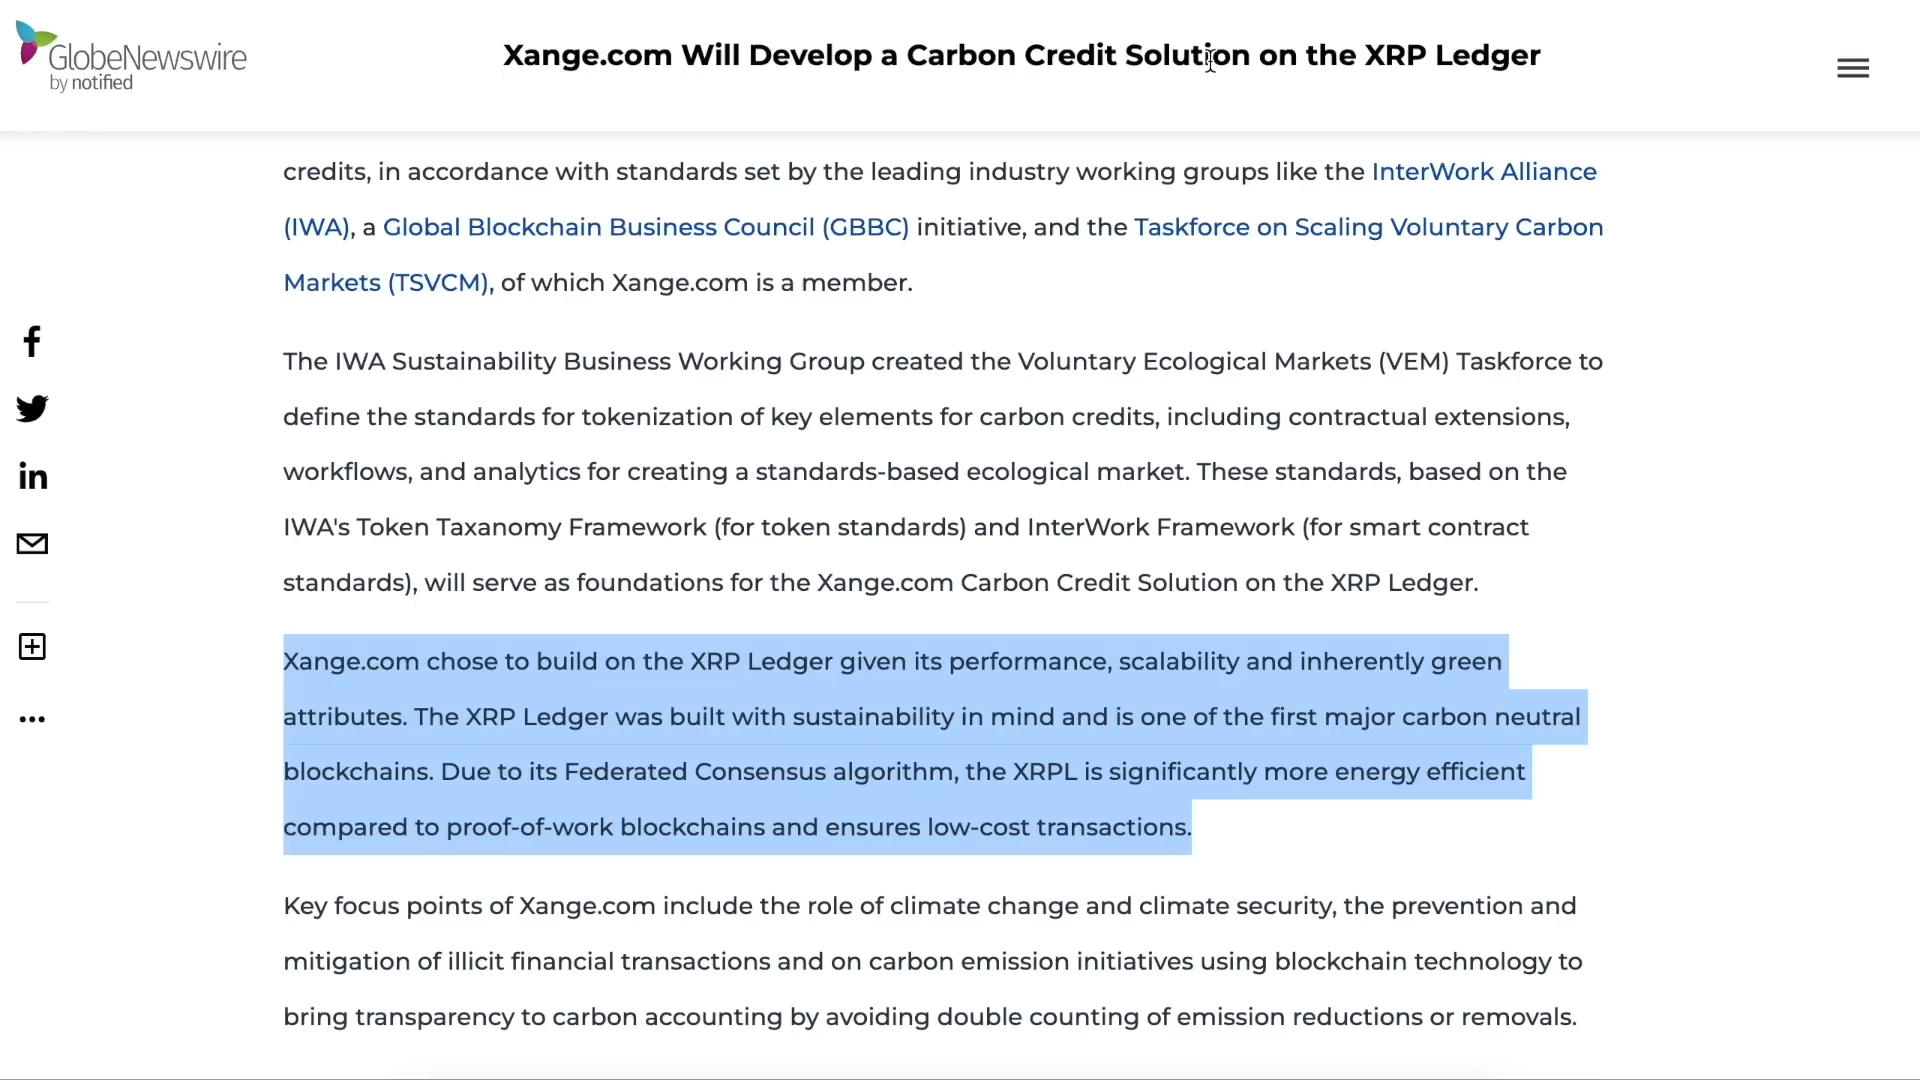 GlobeNewswire
by notified
Xange.com Will Develop a Carbon Credit Solution on the XRP Ledger
credits, in accordance with standards set by the leading industry working groups like the InterWork Alliance
(IWA), a Global Blockchain Business Council (GBBC) initiative, and the Taskforce on Scaling Voluntary Carbon
Markets (TSVCM), of which Xange.com is a member.
The IWA Sustainability Business Working Group created the Voluntary Ecological Markets (VEM) Taskforce to
define the standards for tokenization of key elements for carbon credits, including contractual extensions,
workflows, and analytics for creating a standards-based ecological market. These standards, based on the
IWA's Token Taxanomy Framework (for token standards) and InterWork Framework (for smart contract
standards), will serve as foundations for the Xange.com Carbon Credit Solution on the XRP Ledger.
Xange.com chose to build on the XRP Ledger given its performance, scalability and inherently green
attributes. The XRP Ledger was built with sustainability in mind and is one of the first major carbon neutral
blockchains. Due to its Federated Consensus algorithm, the XRPL is significantly more energy efficient
compared to proof-of-work blockchains and ensures low-cost transactions.
Key focus points of Xange.com include the role of climate change and climate security, the prevention and
mitigation of illicit financial transactions and on carbon emission initiatives using blockchain technology to
bring transparency to carbon accounting by avoiding double counting of emission reductions or removals.